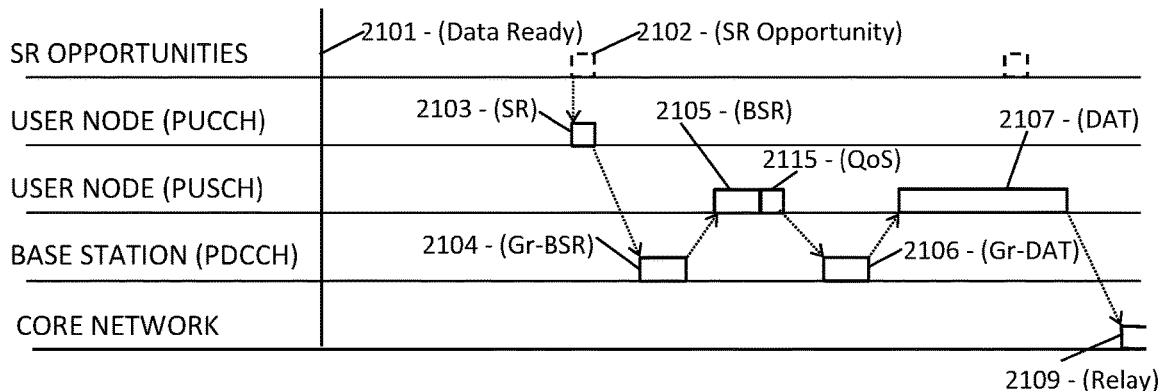 2101 - (Data Ready)
2102 - (SR Opportunity)
SR OPPORTUNITIES
2103 - (SR)
2105 - (BSR)
2107 - (DAT)
USER NODE (PUCCH)
2115 - (QoS)
USER NODE (PUSCH)
2104 - (Gr-BSR)
2106 - (Gr-DAT)
BASE STATION (PDCCH)
CORE NETWORK
2109 - (Relay)